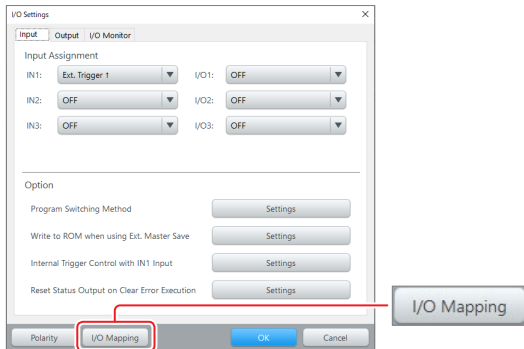 I/O Settings
Input Output I/O Monitor
Input Assignment
IN1: Ext. Trigger ↑ I/O1: OFF
IN2: OFF I/O2: OFF
IN3: OFF I/O3: OFF
Option
Program Switching Method Settings
Write to ROM when using Ext. Master Save Settings
Internal Trigger Control with IN1 Input Settings
Reset Status Output on Clear Error Execution Settings
I/O Mapping
Polarity I/O Mapping OK Cancel